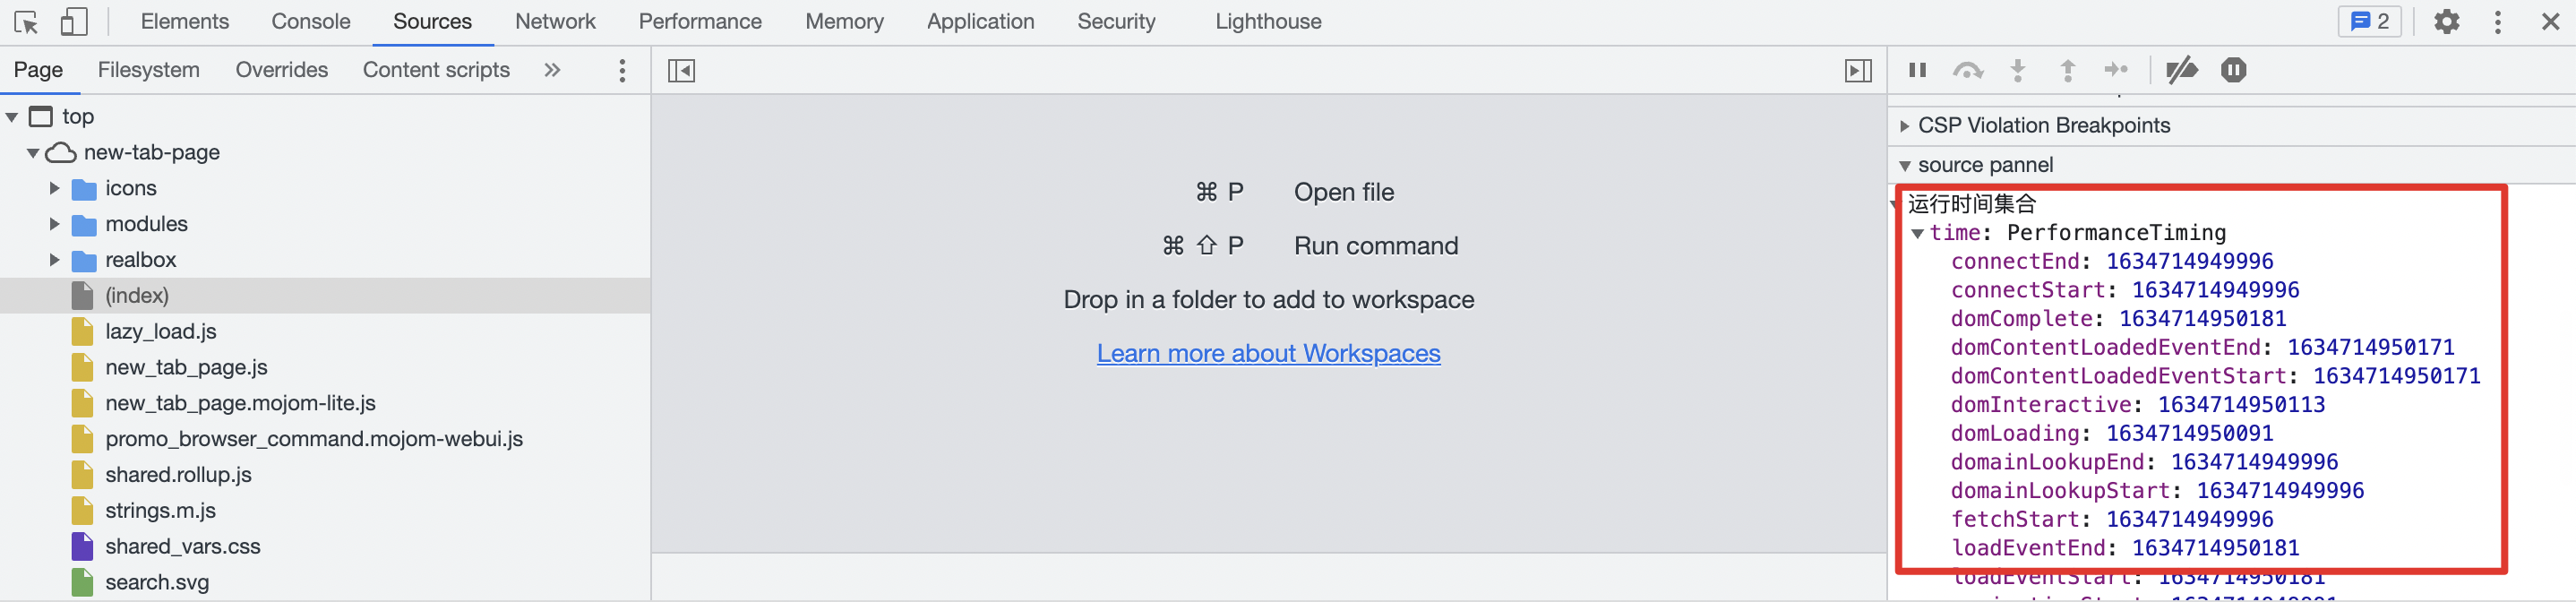 Elements Console Sources Network Performance Memory Application Security Lighthouse 2
Page Filesystem Overrides Content scripts »
top
new-tab-page
icons
modules
realbox
(index)
lazy_load.js
new_tab_page.js
new_tab_page.mojom-lite.js
promo_browser_command.mojom-webui.js
shared.rollup.js
strings.m.js
shared_vars.css
search.svg
⌘ P Open file
⌘ ⇧ P Run command
Drop in a folder to add to workspace
Learn more about Workspaces
CSP Violation Breakpoints
source pannel
运行时间集合
time: PerformanceTiming
connectEnd: 1634714949996
connectStart: 1634714949996
domComplete: 1634714950181
domContentLoadedEventEnd: 1634714950171
domContentLoadedEventStart: 1634714950171
domInteractive: 1634714950113
domLoading: 1634714950091
domainLookupEnd: 1634714949996
domainLookupStart: 1634714949996
fetchStart: 1634714949996
loadEventEnd: 1634714950181
loadEventStart: 1634714950181